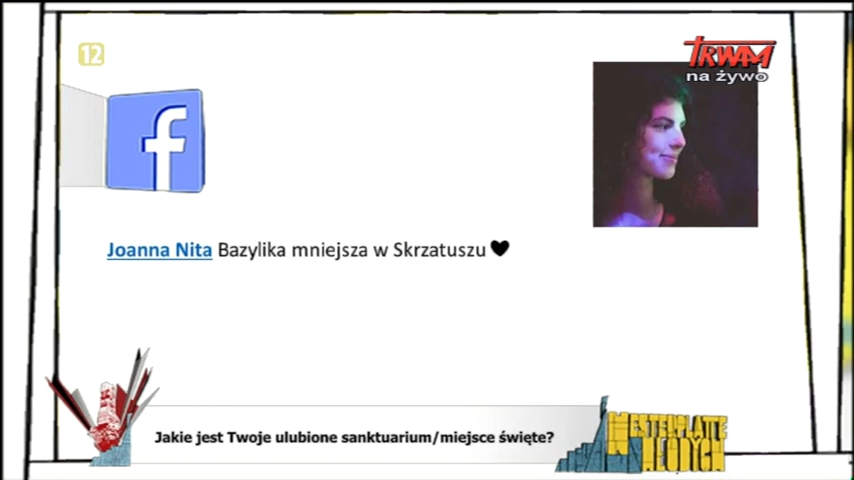 12
TRWAM
na żywo
f
Joanna Nita Bazylika mniejsza w Skrzatuszu
Jakie jest Twoje ulubione sanktuarium/miejsce święte?
WESTERPLATTE
MŁODYCH